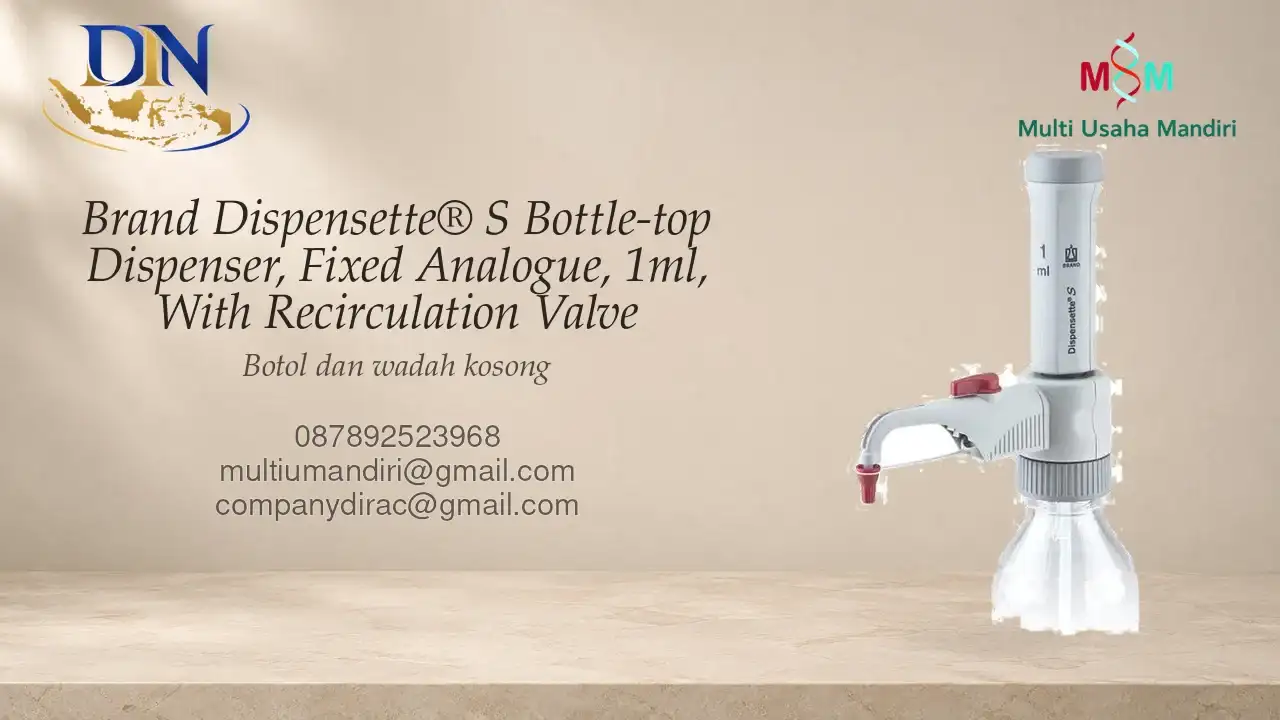 DIN
MSM
Multi Usaha Mandiri
Brand Dispensette® S Bottle-top
Dispenser, Fixed Analogue, 1ml,
With Recirculation Valve
Botol dan wadah kosong
087892523968
multiumandiri@gmail.com
companydirac@gmail.com
1
ml
BRAND
Dispensette® S